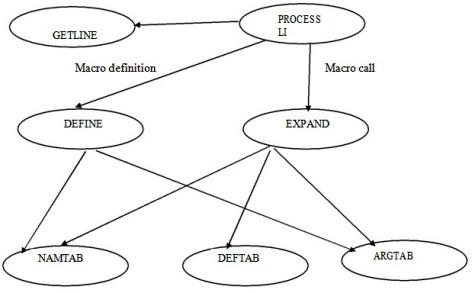 PROCESS
LI
GETLINE
Macro definition
Macro call
DEFINE
EXPAND
NAMTAB
DEFTAB
ARGTAB